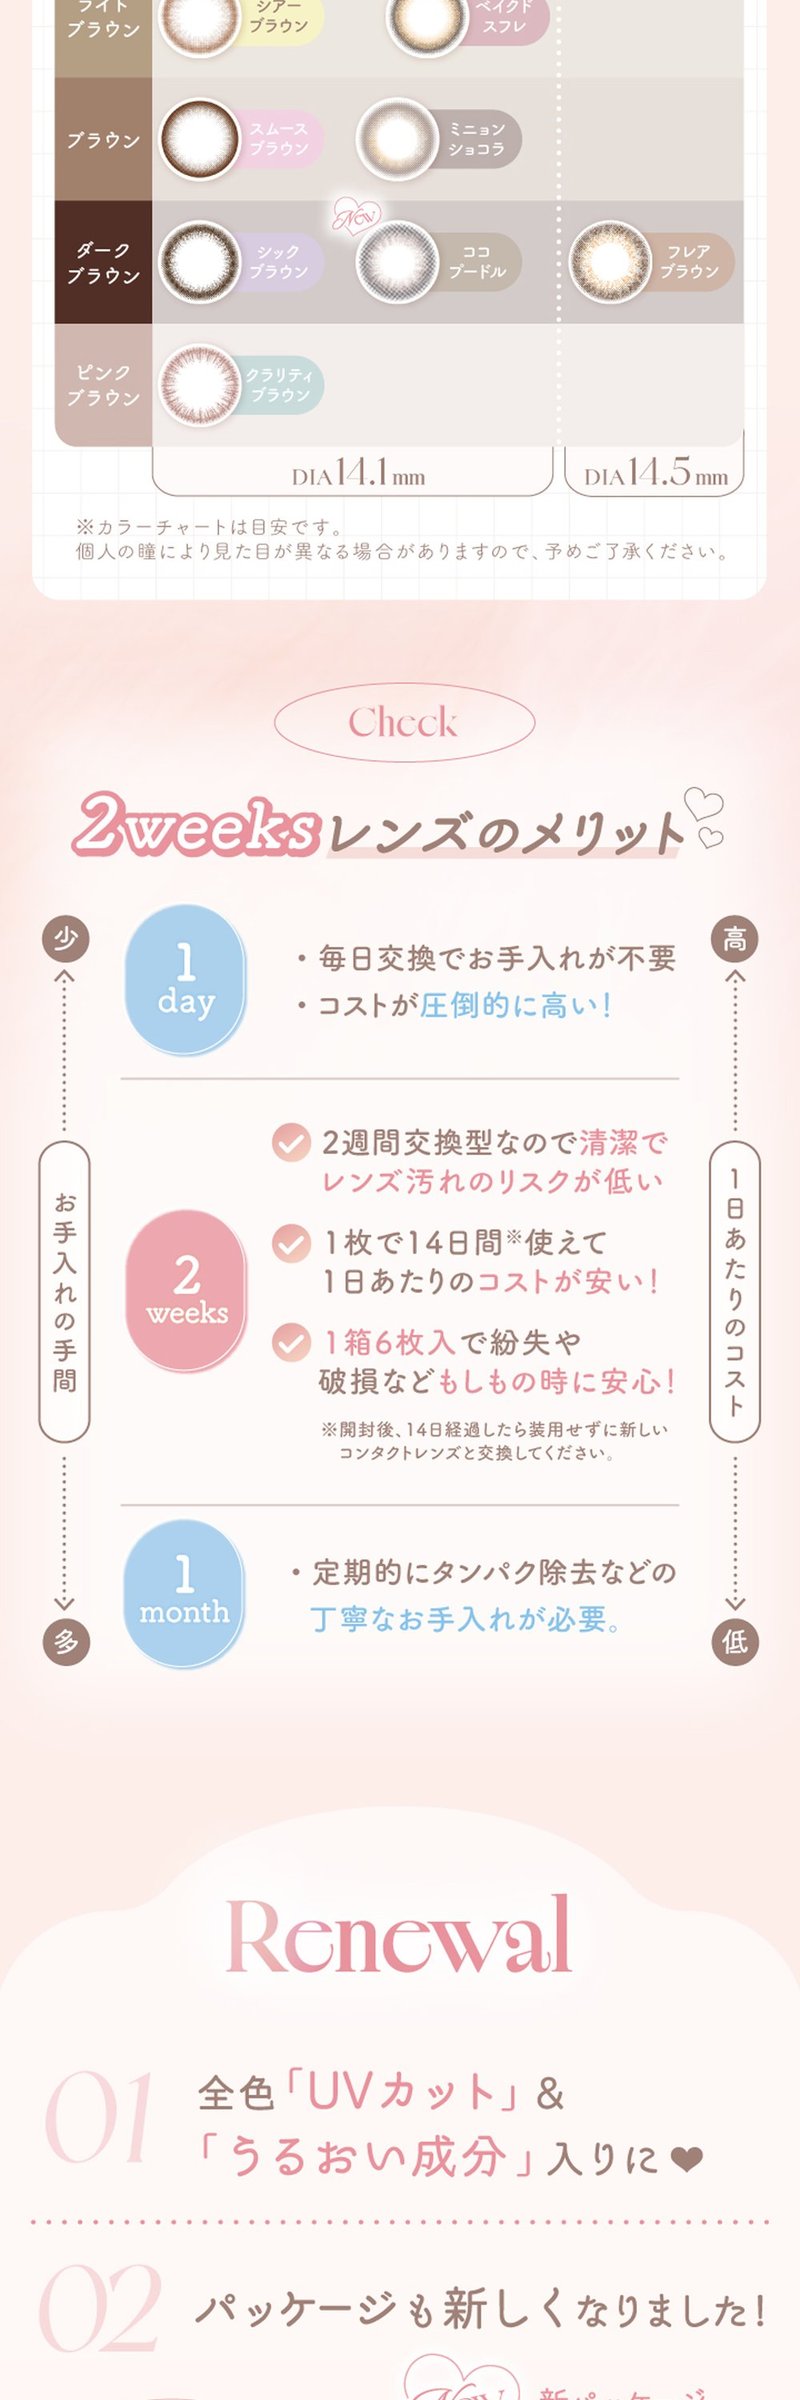 ライト
ブラウン
シアー
ブラウン
ベイクド
スフレ
ブラウン
スムース
ブラウン
ミニョン
ショコラ
ダーク
ブラウン
シック
ブラウン
New
ココ
プードル
フレア
ブラウン
ピンク
ブラウン
クラリティ
ブラウン
DIA14.1mm
DIA14.5mm
※カラーチャートは目安です。
個人の瞳により見た目が異なる場合がありますので、予めご了承ください。
Check
2weeksレンズのメリット
少
高
1
day
・毎日交換でお手入れが不要
・コストが圧倒的に高い!
お手入れの手間
1日あたりのコスト
2
weeks
2週間交換型なので清潔で
レンズ汚れのリスクが低い
1枚で14日間※使えて
1日あたりのコストが安い!
1箱6枚入で紛失や
破損などもしもの時に安心!
※開封後、14日経過したら装用せずに新しい
コンタクトレンズと交換してください。
1
month
・定期的にタンパク除去などの
丁寧なお手入れが必要。
多
低
Renewal
01
全色「UVカット」&
「うるおい成分」入りに♥
02
パッケージも新しくなりました!
New
新パッケージ